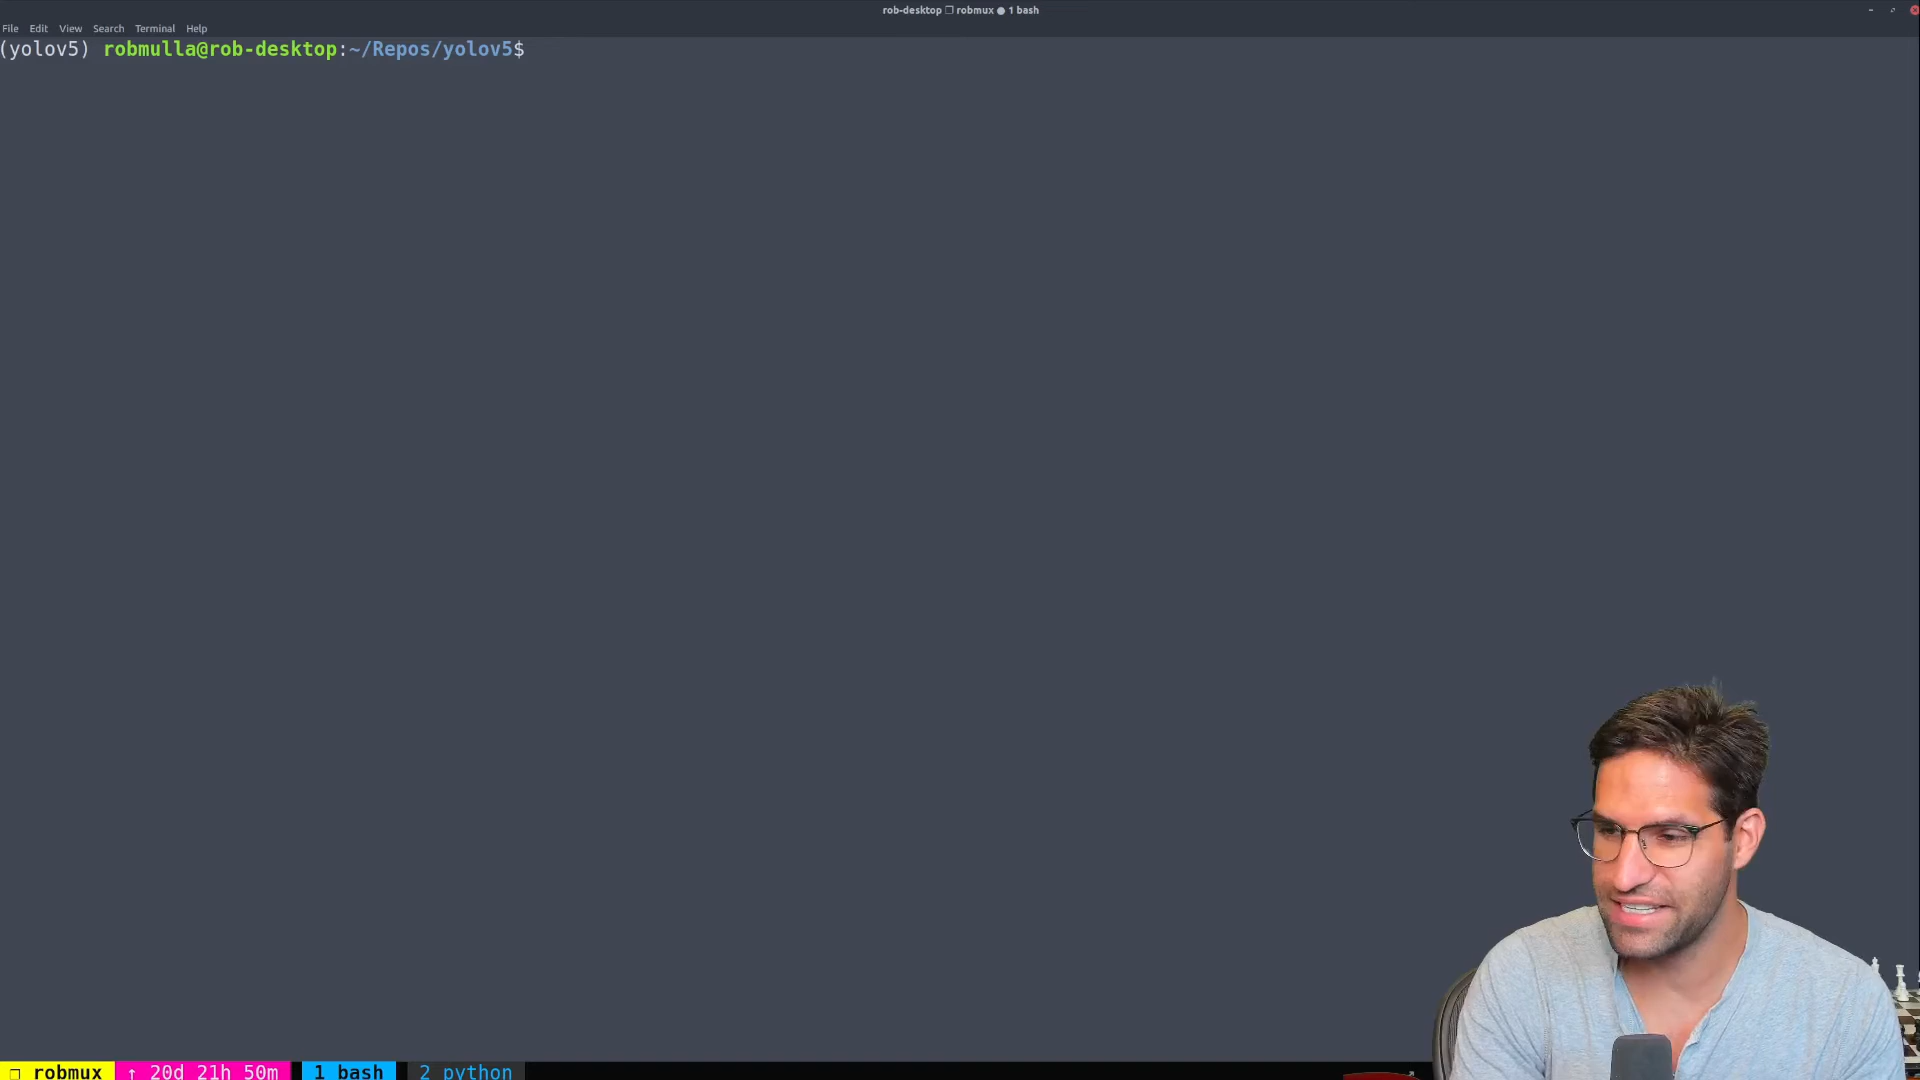 rob-desktop ❐ robmux ● 1 bash
File Edit View Search Terminal Help
(yolov5) robmulla@rob-desktop:~/Repos/yolov5$
❐ robmux ↑ 20d 21h 50m 1 bash 2 python